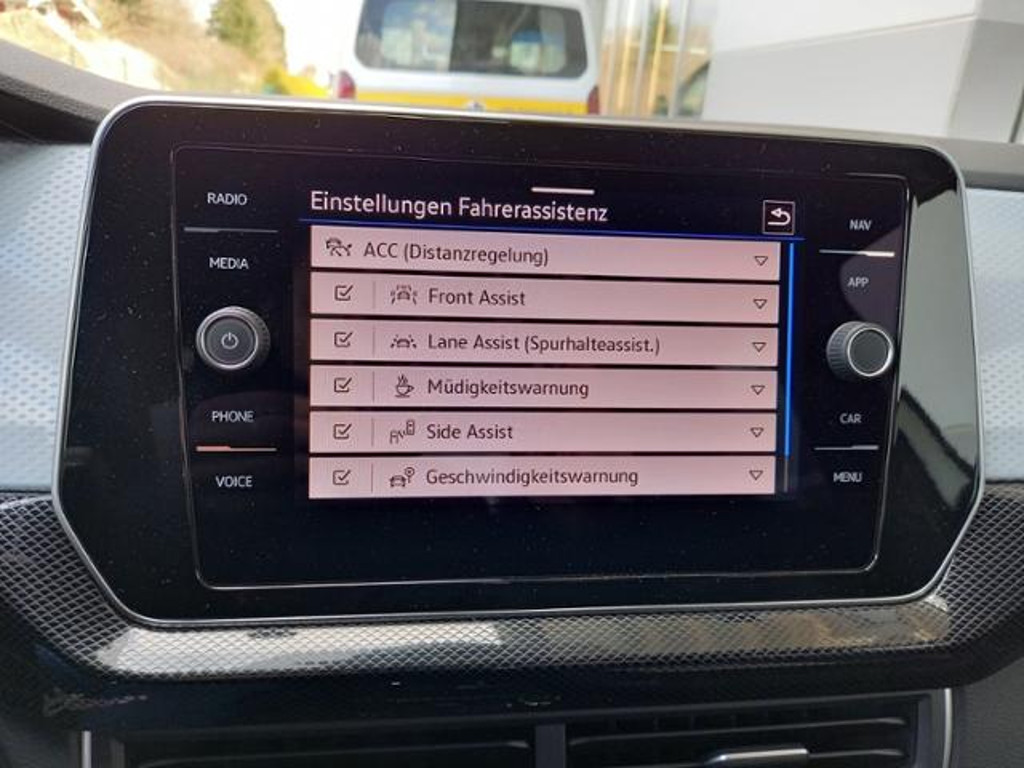 RADIO
MEDIA
PHONE
VOICE
Einstellungen Fahrerassistenz
ACC (Distanzregelung)
Front Assist
Lane Assist (Spurhalteassist.)
Müdigkeitswarnung
Side Assist
Geschwindigkeitswarnung
NAV
APP
CAR
MENU